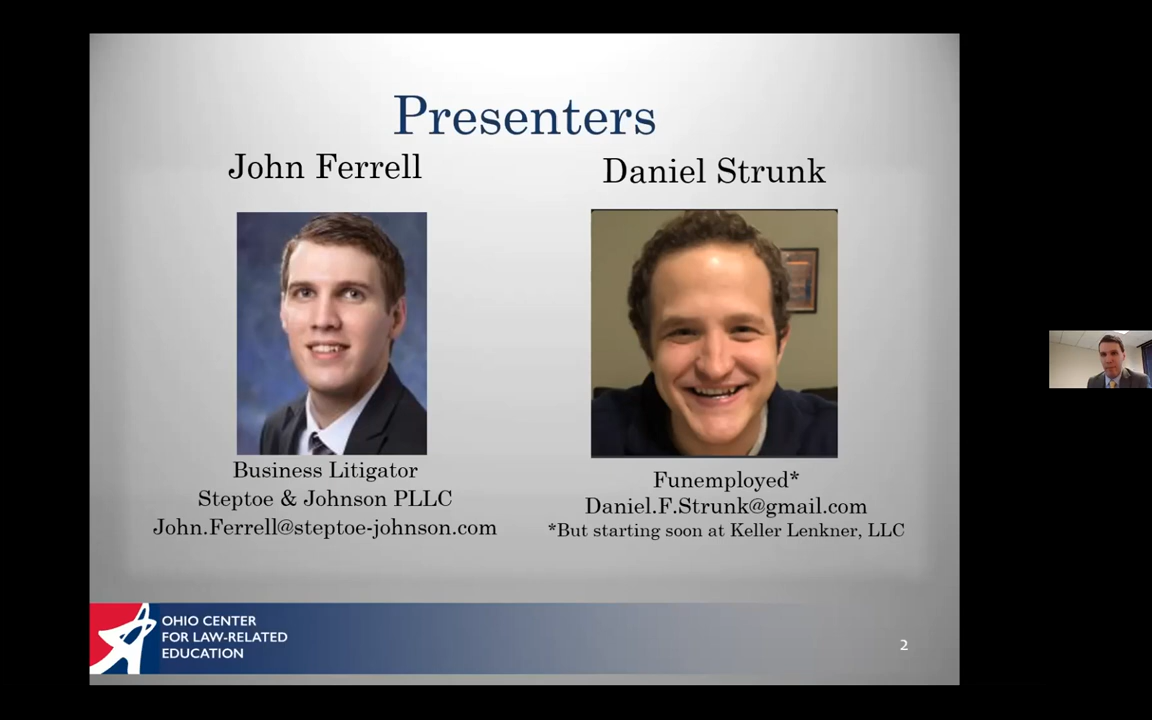 Presenters
John Ferrell
Daniel Strunk
Business Litigator
Steptoe & Johnson PLLC
John.Ferrell@steptoe-johnson.com
Funemployed*
Daniel.F.Strunk@gmail.com
*But starting soon at Keller Lenkner, LLC
OHIO CENTER
FOR LAW-RELATED
EDUCATION
2